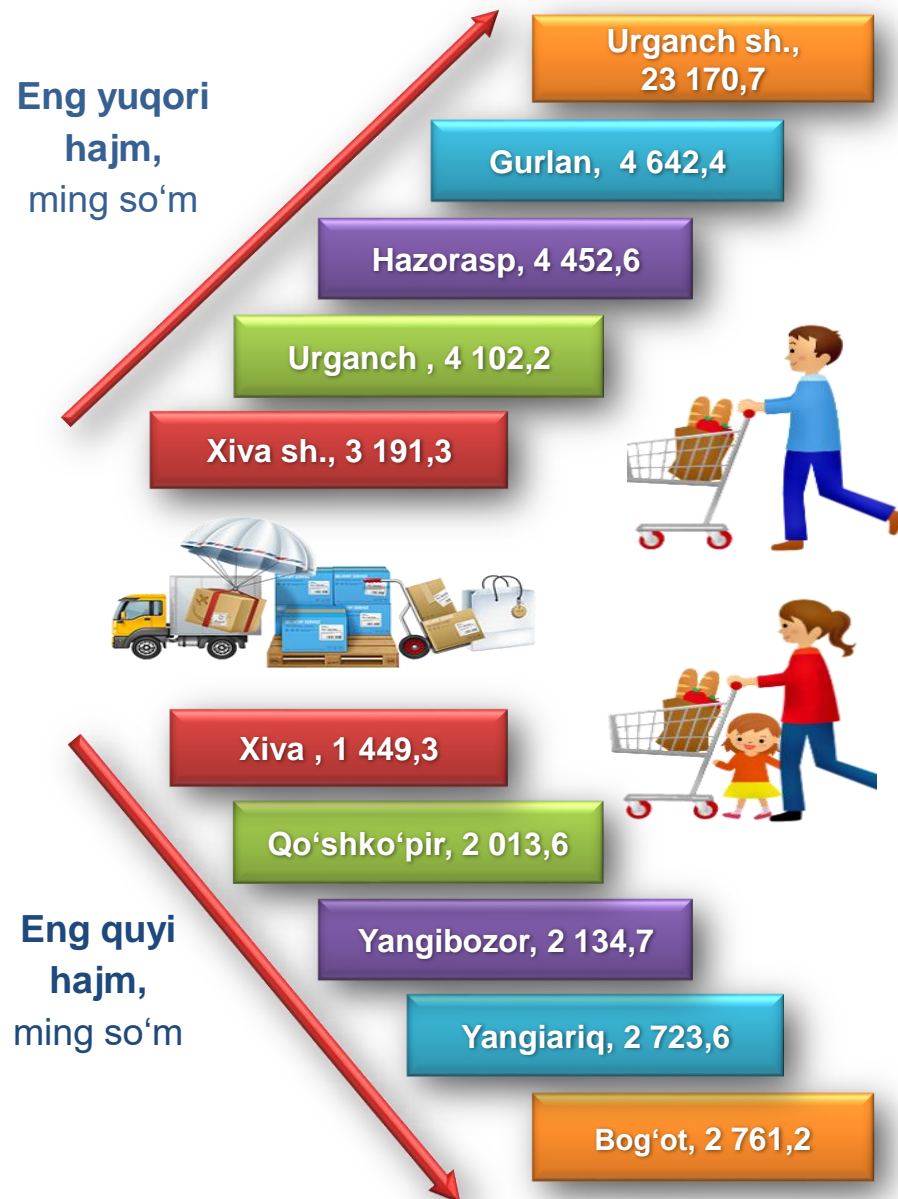 Eng yuqori
hajm,
ming so‘m
Urganch sh.,
23 170,7
Gurlan, 4 642,4
Hazorasp, 4 452,6
Urganch , 4 102,2
Xiva sh., 3 191,3
Xiva , 1 449,3
Qo‘shko‘pir, 2 013,6
Yangibozor, 2 134,7
Yangiariq, 2 723,6
Bog‘ot, 2 761,2
Eng quyi
hajm,
ming so‘m